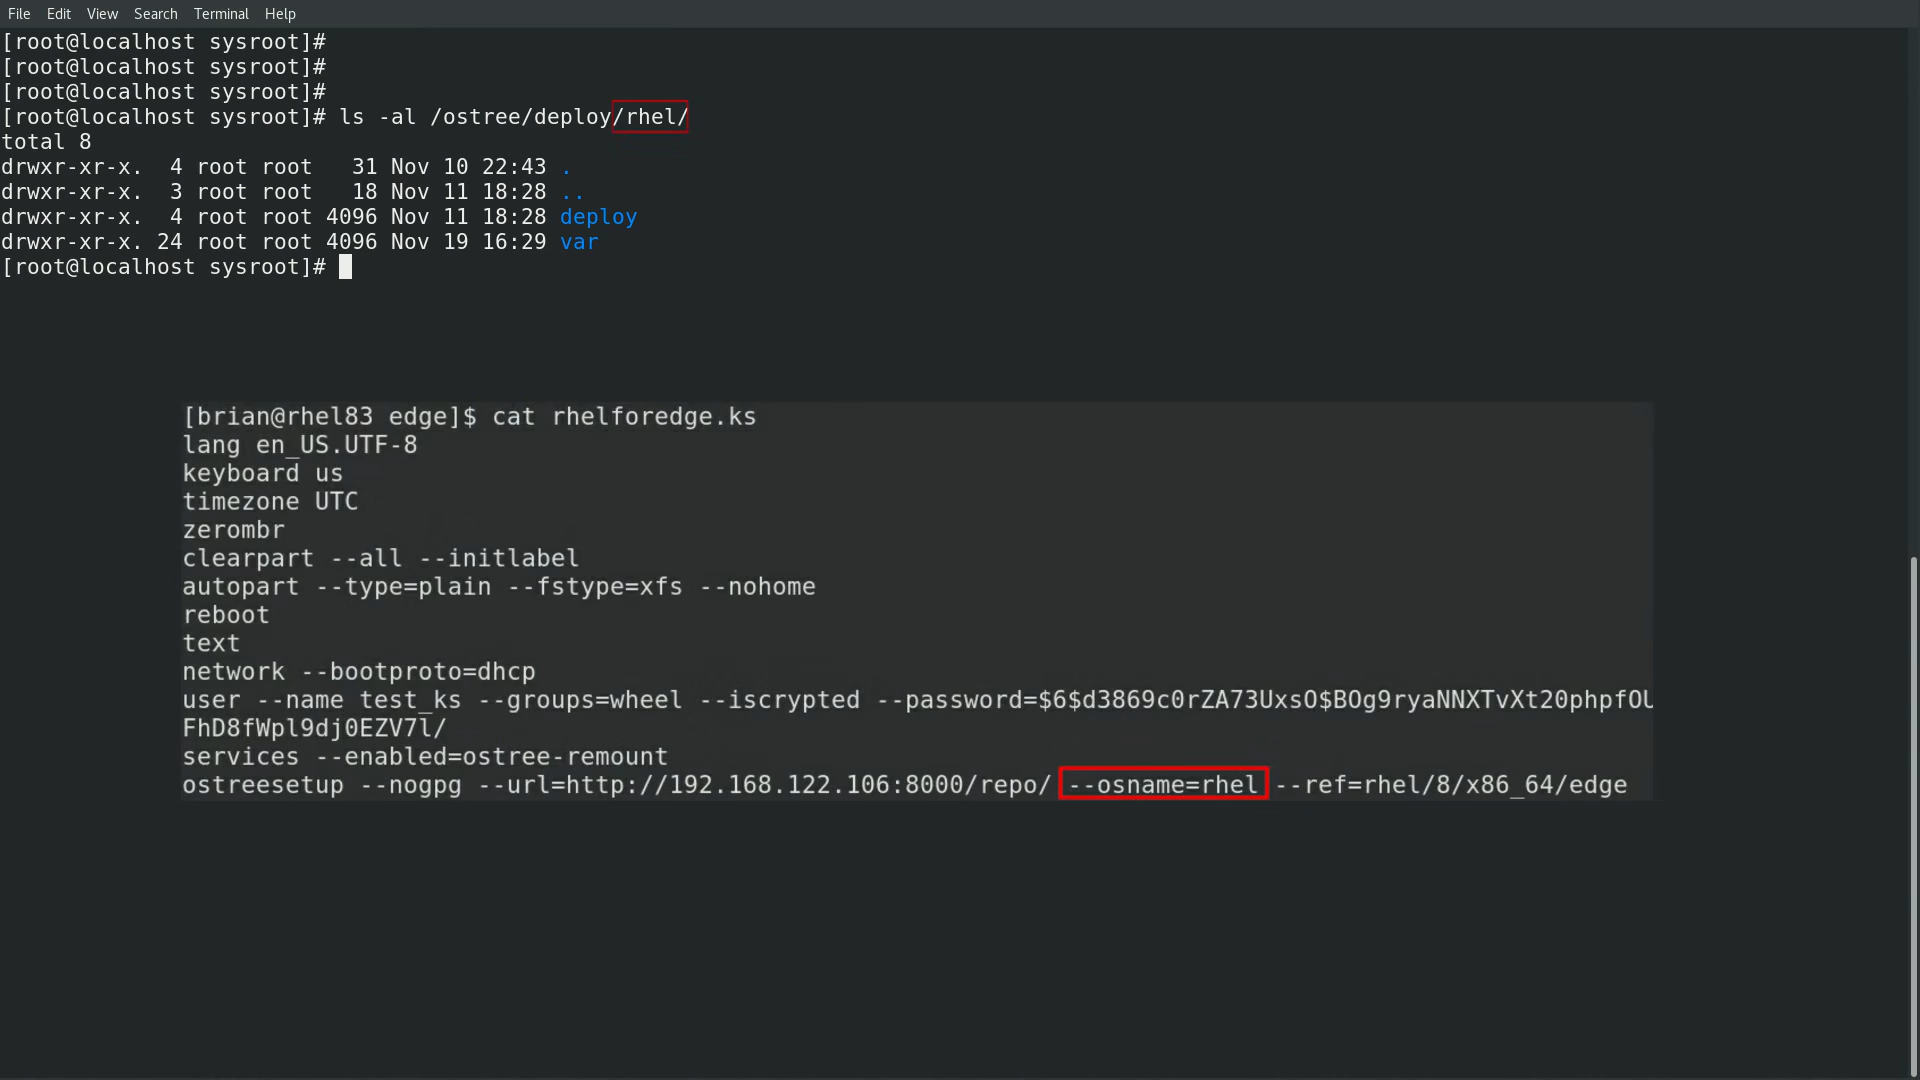 File Edit View Search Terminal Help
[root@localhost sysroot]#
[root@localhost sysroot]#
[root@localhost sysroot]#
[root@localhost sysroot]# ls -al /ostree/deploy/rhel/
total 8
drwxr-xr-x.  4 root root   31 Nov 10 22:43 .
drwxr-xr-x.  3 root root   18 Nov 11 18:28 ..
drwxr-xr-x.  4 root root 4096 Nov 11 18:28 deploy
drwxr-xr-x. 24 root root 4096 Nov 19 16:29 var
[root@localhost sysroot]#
[brian@rhel83 edge]$ cat rhelforedge.ks
lang en_US.UTF-8
keyboard us
timezone UTC
zerombr
clearpart --all --initlabel
autopart --type=plain --fstype=xfs --nohome
reboot
text
network --bootproto=dhcp
user --name test_ks --groups=wheel --iscrypted --password=$6$d3869c0rZA73UxsO$BOg9ryaNNXTvXt20phpfOU
FhD8fWpl9dj0EZV7l/
services --enabled=ostree-remount
ostreesetup --nogpg --url=http://192.168.122.106:8000/repo/ --osname=rhel --ref=rhel/8/x86_64/edge